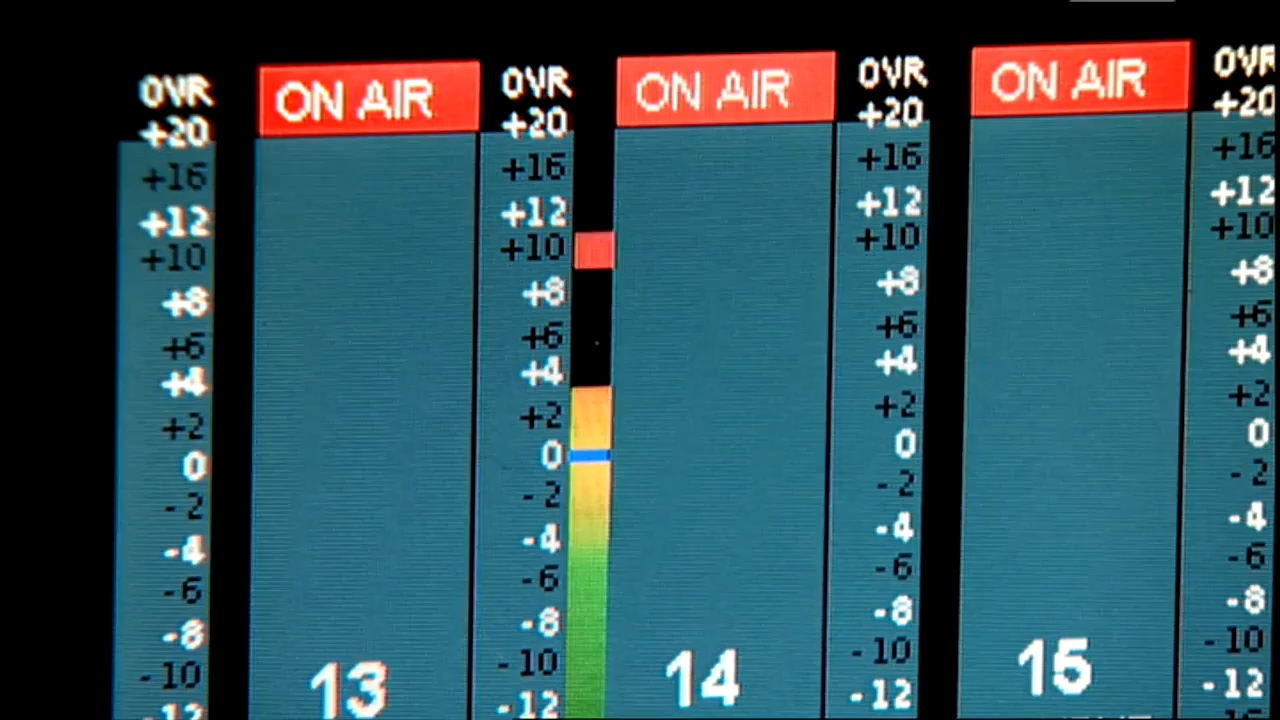 OVR ON AIR OVR ON AIR OVR ON AIR OVR
+20 +20 +20 +20
+16 +16 +16 +16
+12 +12 +12 +12
+10 +10 +10 +10
+8 +8 +8 +8
+6 +6 +6 +6
+4 +4 +4 +4
+2 +2 +2 +2
0 0 0 0
-2 -2 -2 -2
-4 -4 -4 -4
-6 -6 -6 -6
-8 -8 -8 -8
-10 13 -10 14 -10 15 -10
-12 -12 -12 -12